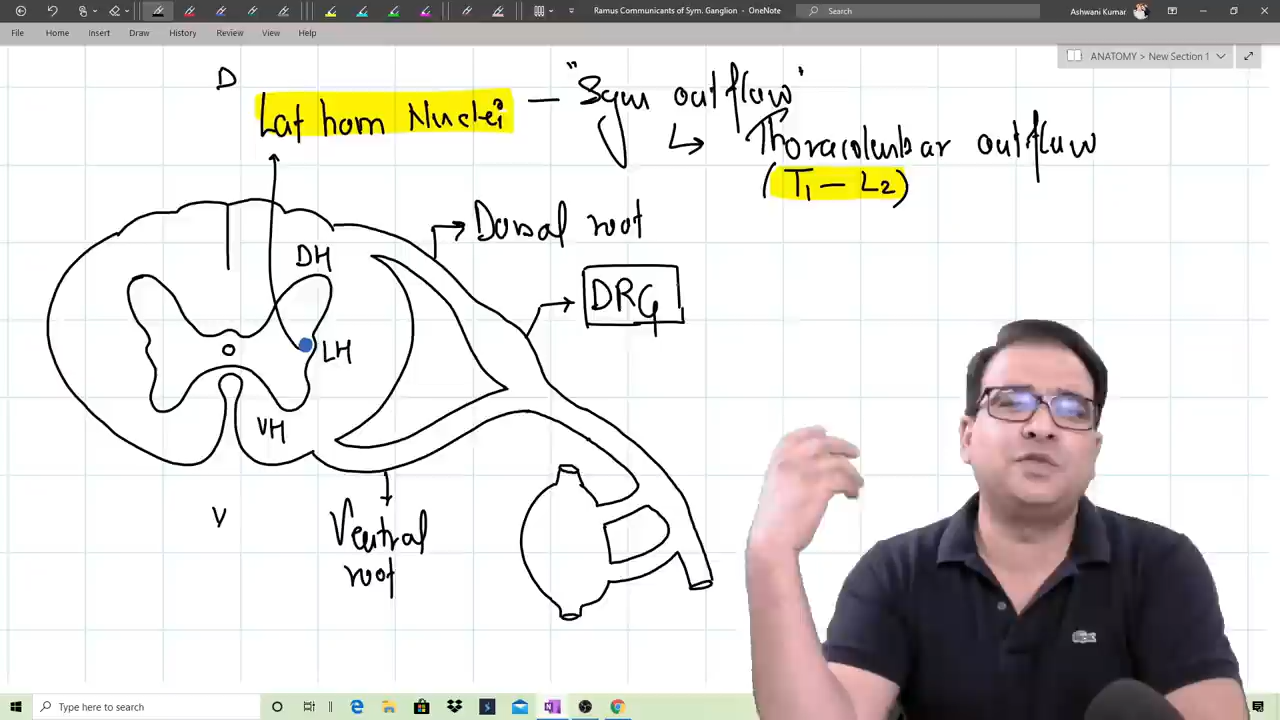 Ramus Communicants of Sym. Ganglion - OneNote
Search
Ashwani Kumar
File Home Insert Draw History Review View Help
ANATOMY > New Section 1
D
Lat horn Nuclei — "Sym outflow"
↳ Thoracolumbar outflow
(T1 — L2)
Dorsal root
DH
DRG
LH
VH
V
Ventral
root
Type here to search